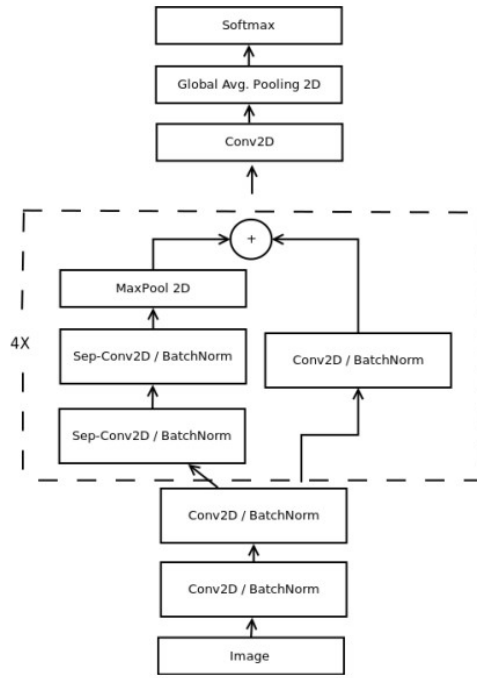 Softmax
Global Avg. Pooling 2D
Conv2D
+
MaxPool 2D
4X
Sep-Conv2D / BatchNorm
Conv2D / BatchNorm
Sep-Conv2D / BatchNorm
Conv2D / BatchNorm
Conv2D / BatchNorm
Image